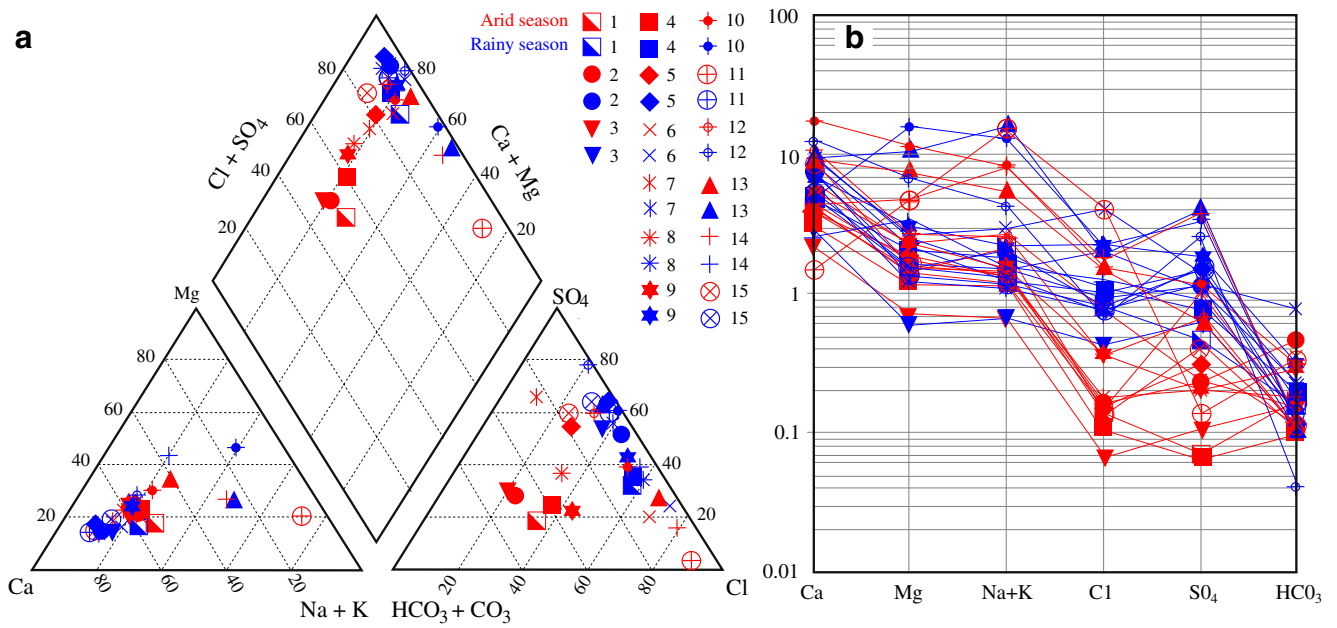 a
Arid season 1 4 10
Rainy season 1 4 10
2 5 11
2 5 11
3 6 12
3 6 12
7 13
7 13
8 14
8 14
9 15
9 15
80 80
60 60
40 40
20 20
Cl + SO₄
Ca + Mg
Mg
80
60
40
20
Ca
80 60 40 20
Na + K
SO₄
80
60
40
20
HCO₃ + CO₃
20 40 60 80
Cl
b
100
10
1
0.1
0.01
Ca Mg Na+K C1 S0₄ HC0₃